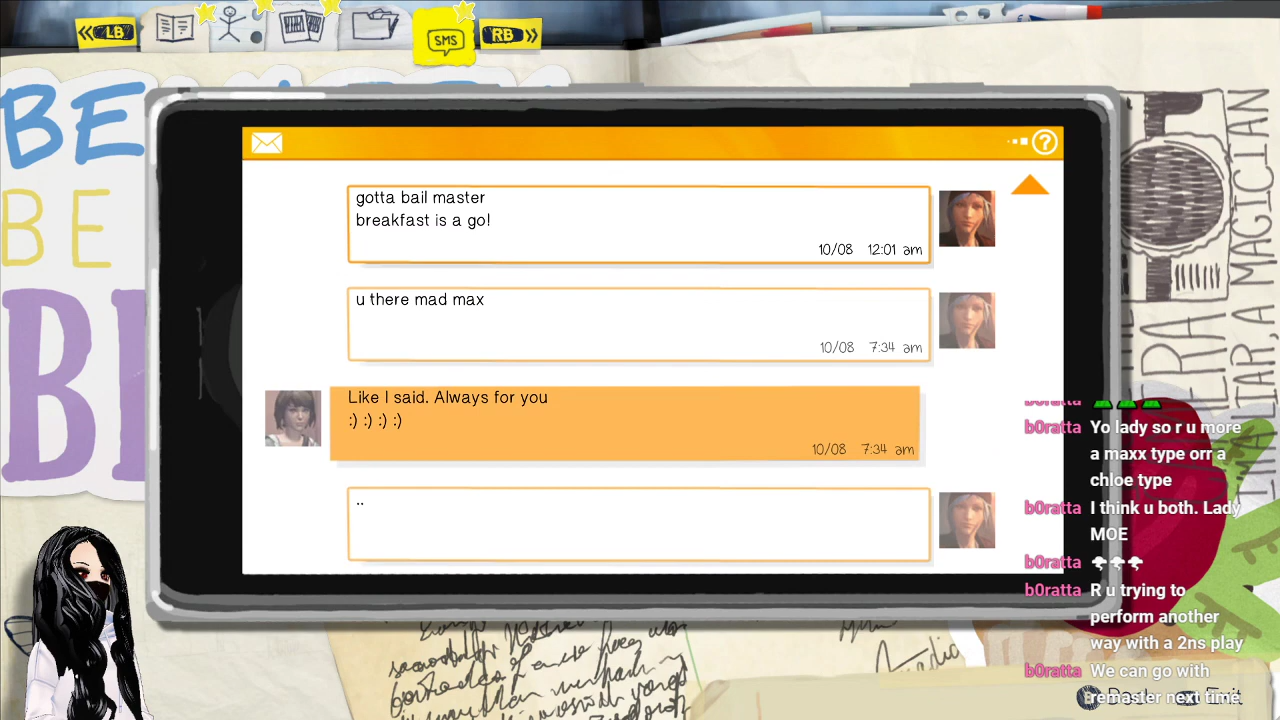 LB
SMS
RB
BE
BE
gotta bail master
breakfast is a go!
10/08 12:01 am
u there mad max
10/08 7:34 am
Like I said. Always for you
:) :) :) :)
10/08 7:34 am
..
?
MAGICIAN
b0ratta
b0ratta Yo lady so r u more
a maxx type orr a
chloe type
b0ratta I think u both. Lady
MOE
b0ratta
b0ratta R u trying to
perform another
way with a 2ns play
b0ratta We can go with
remaster next time.
Exit